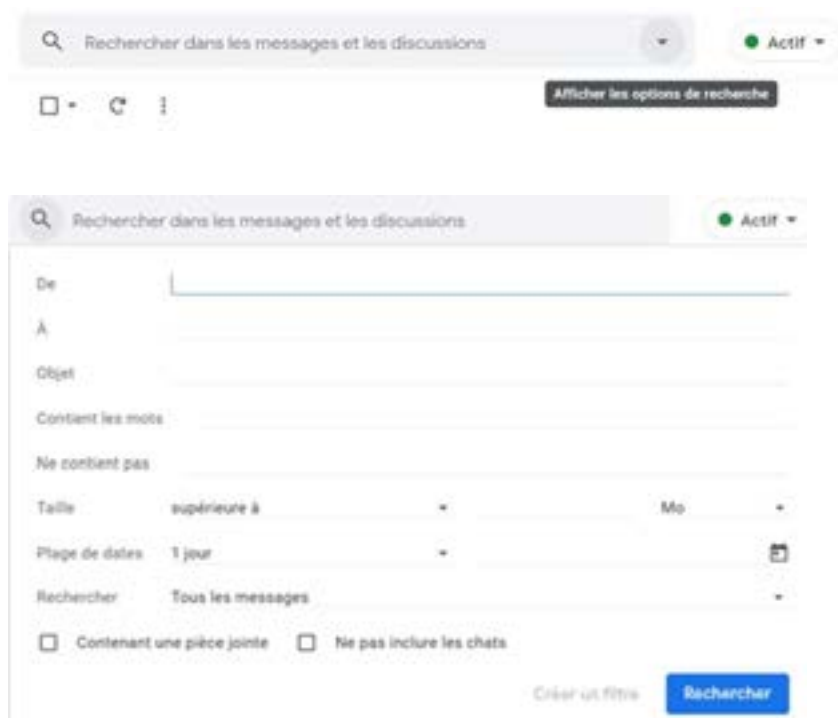 Rechercher dans les messages et les discussions Actif
Afficher les options de recherche
Rechercher dans les messages et les discussions Actif
De
À
Objet
Contient les mots
Ne contient pas
Taille supérieure à Mo
Plage de dates 1 jour
Rechercher Tous les messages
Contenant une pièce jointe Ne pas inclure les chats
Créer un filtre Rechercher